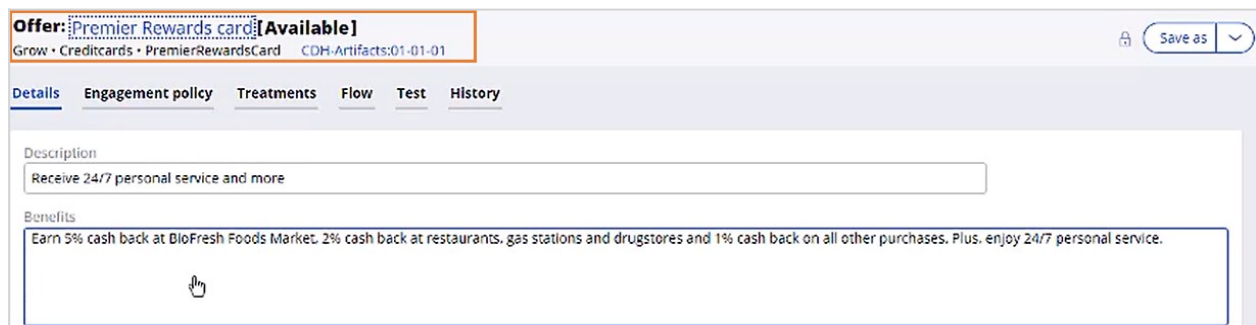 Offer: Premier Rewards card [Available]
Grow • Creditcards • PremierRewardsCard CDH-Artifacts:01-01-01
Save as
Details Engagement policy Treatments Flow Test History
Description
Receive 24/7 personal service and more
Benefits
Earn 5% cash back at BioFresh Foods Market, 2% cash back at restaurants, gas stations and drugstores and 1% cash back on all other purchases. Plus, enjoy 24/7 personal service.